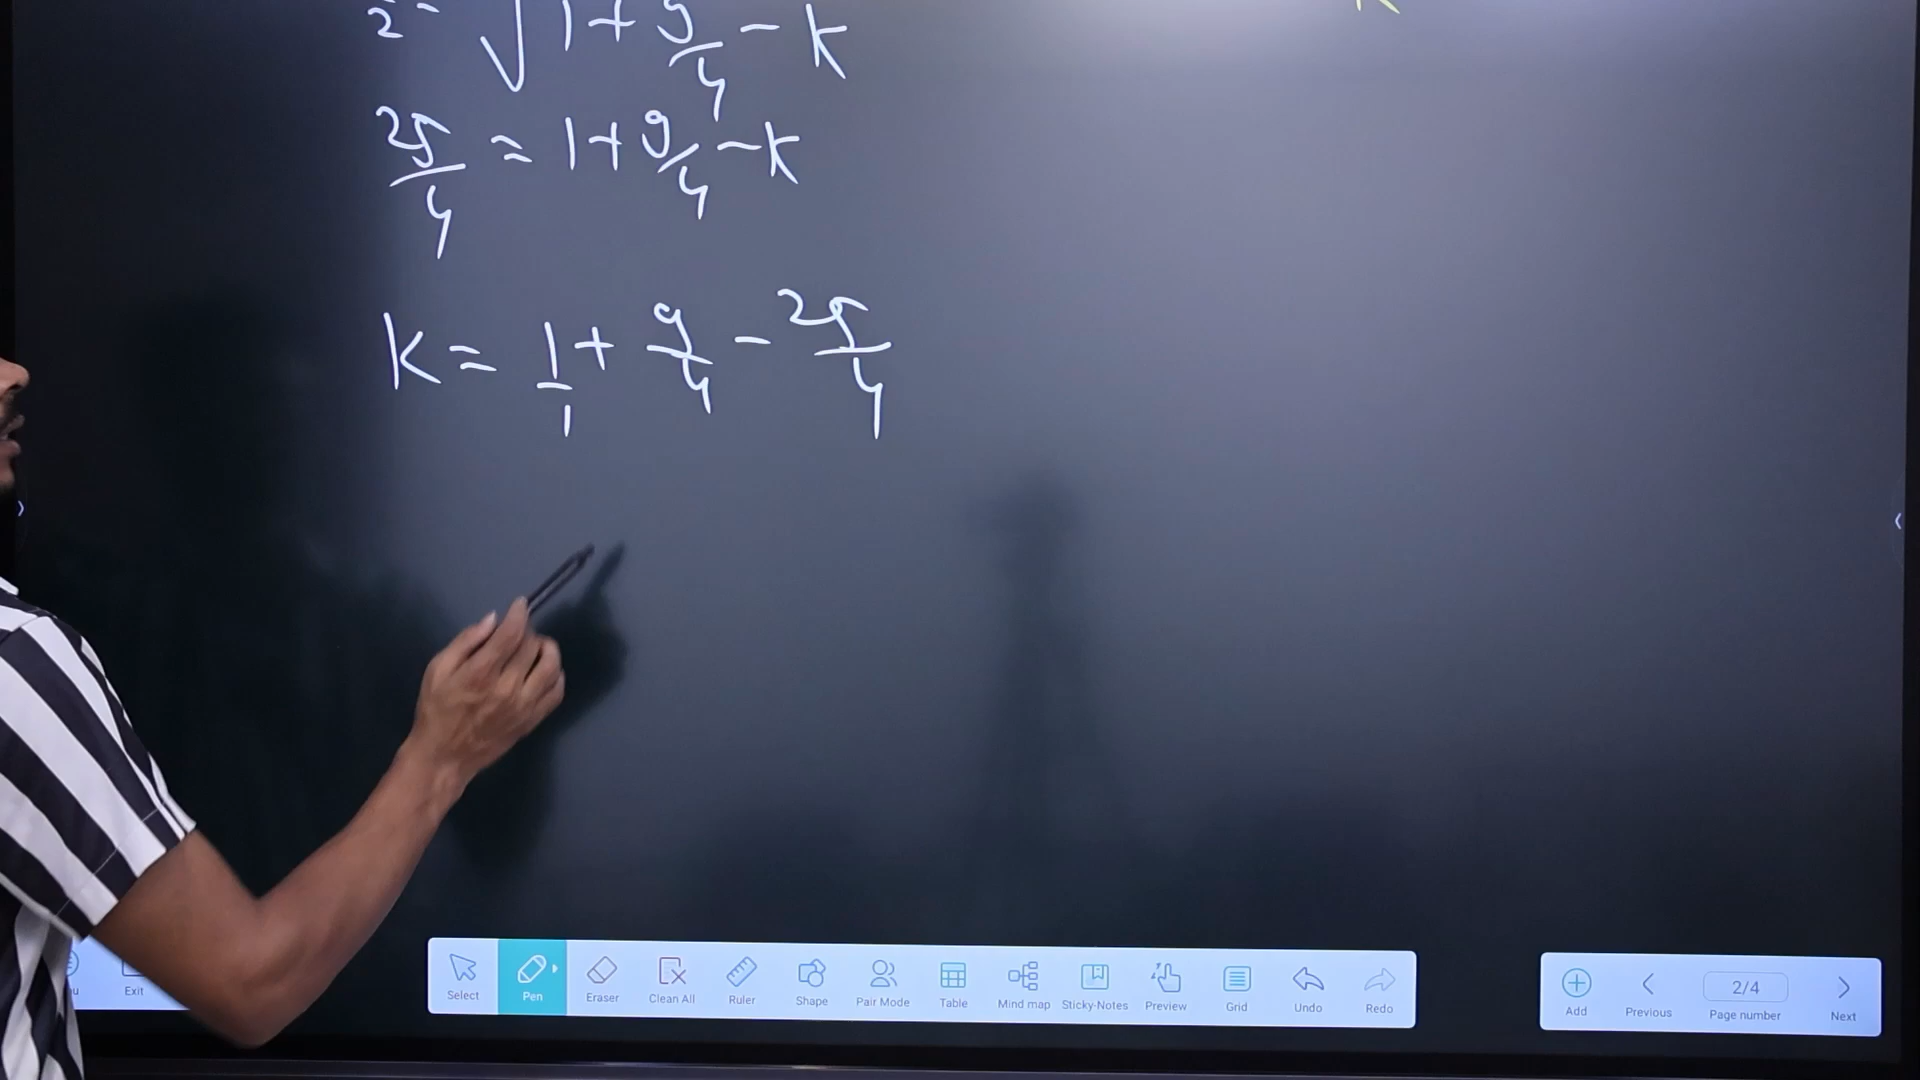 2 = √1 + 9/4 - k
25/4 = 1 + 9/4 - k
k = 1/1 + 9/4 - 25/4
Exit
Select Pen Eraser Clean All Ruler Shape Pair Mode Table Mind map Sticky-Notes Preview Grid Undo Redo
Add Previous 2/4 Page number Next